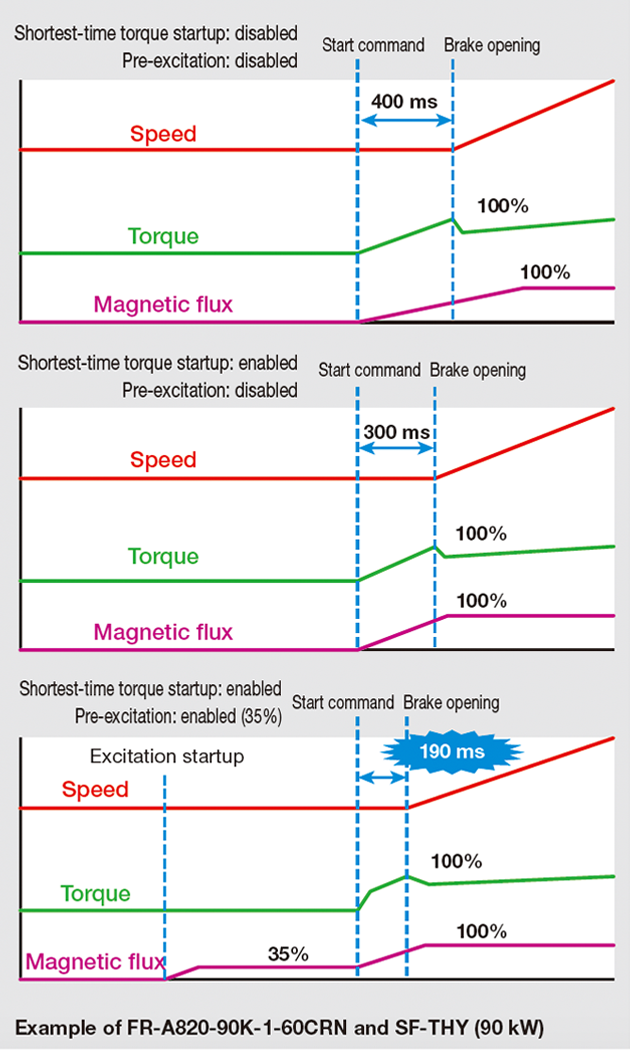 Shortest-time torque startup: disabled
Pre-excitation: disabled
Start command
Brake opening
400 ms
Speed
100%
Torque
100%
Magnetic flux
Shortest-time torque startup: enabled
Pre-excitation: disabled
Start command
Brake opening
300 ms
Speed
100%
Torque
100%
Magnetic flux
Shortest-time torque startup: enabled
Pre-excitation: enabled (35%)
Start command
Brake opening
Excitation startup
190 ms
Speed
100%
Torque
100%
35%
Magnetic flux
Example of FR-A820-90K-1-60CRN and SF-THY (90 kW)